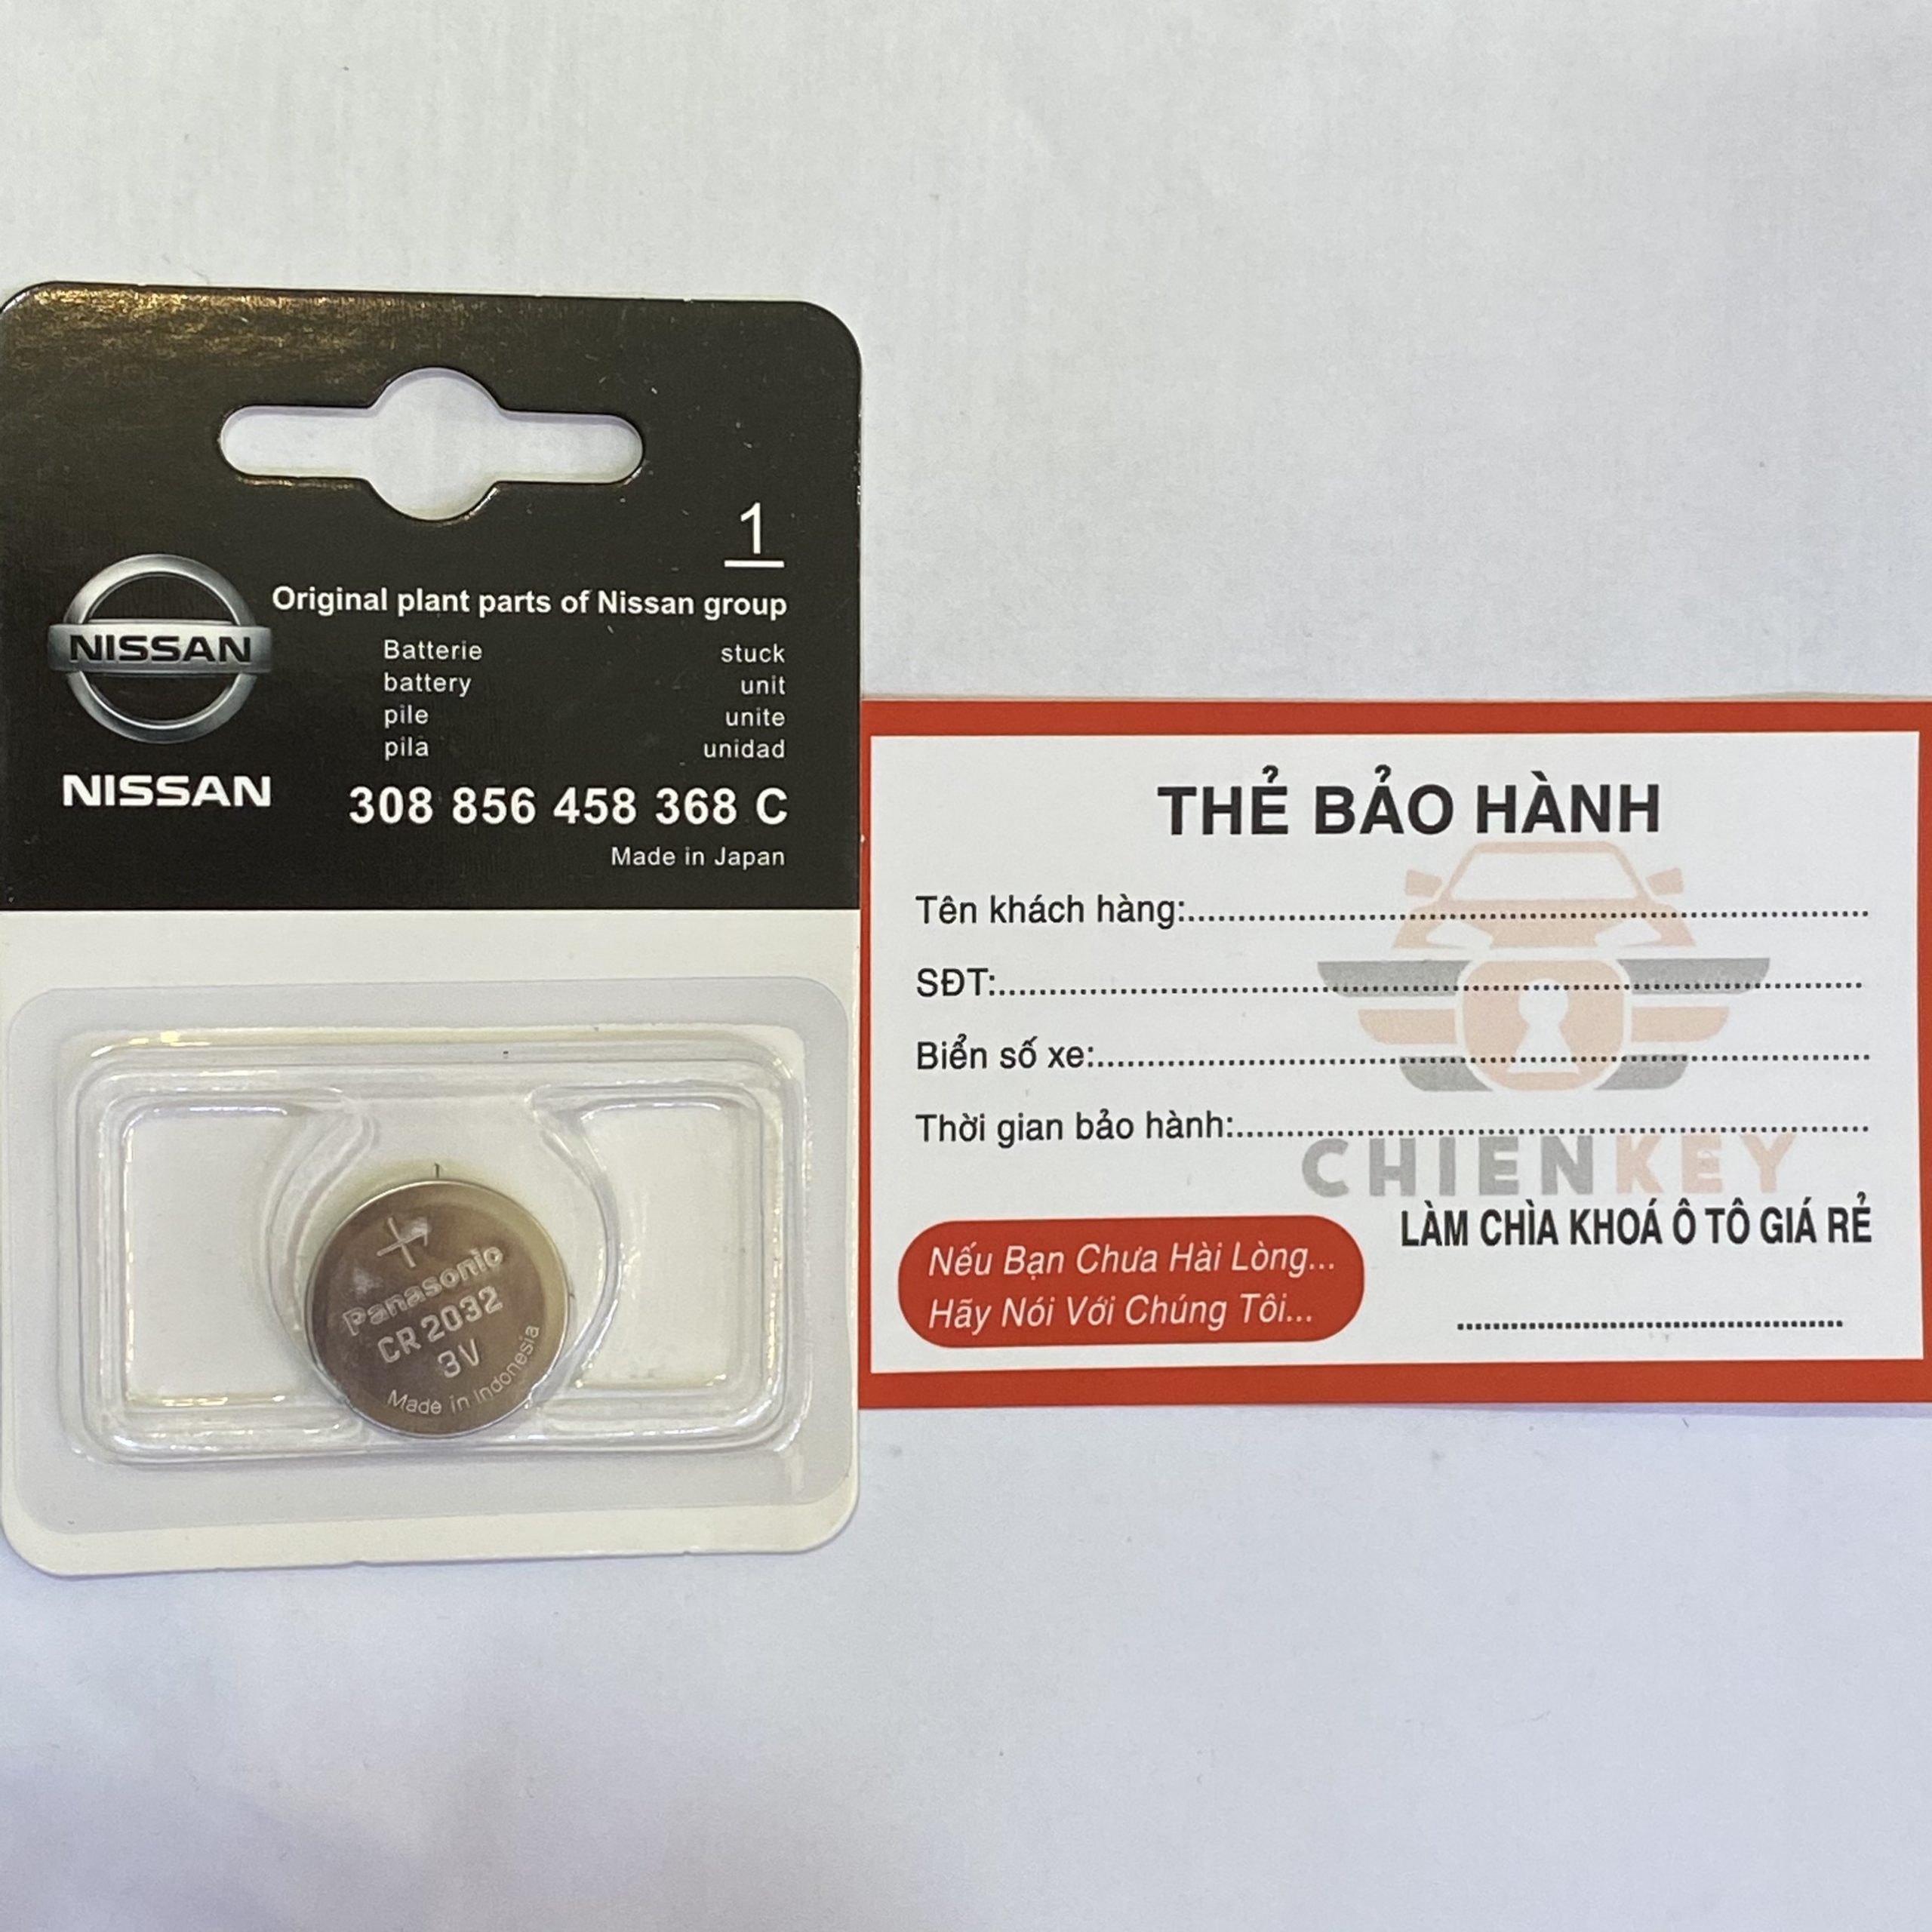 1
Original plant parts of Nissan group
NISSAN
Batterie stuck
battery unit
pile unite
pila unidad
NISSAN
308 856 458 368 C
Made in Japan
+
Panasonic
CR 2032
3V
Made in Indonesia
THẺ BẢO HÀNH
Tên khách hàng:
SĐT:
Biển số xe:
Thời gian bảo hành:
CHIENKEY
LÀM CHÌA KHOÁ Ô TÔ GIÁ RẺ
Nếu Bạn Chưa Hài Lòng...
Hãy Nói Với Chúng Tôi...